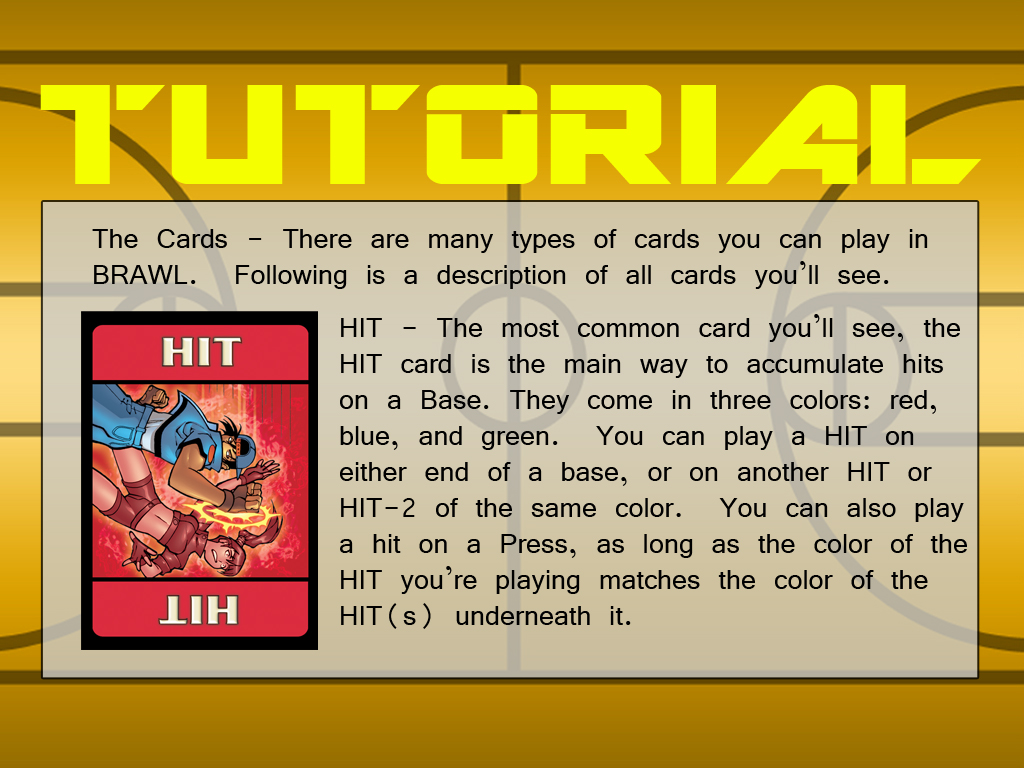 TUTORIAL
The Cards - There are many types of cards you can play in
BRAWL. Following is a description of all cards you'll see.
HIT
HIT - The most common card you'll see, the
HIT card is the main way to accumulate hits
on a Base. They come in three colors: red,
blue, and green. You can play a HIT on
either end of a base, or on another HIT or
HIT-2 of the same color. You can also play
a hit on a Press, as long as the color of the
HIT you're playing matches the color of the
HIT(s) underneath it.
HIT